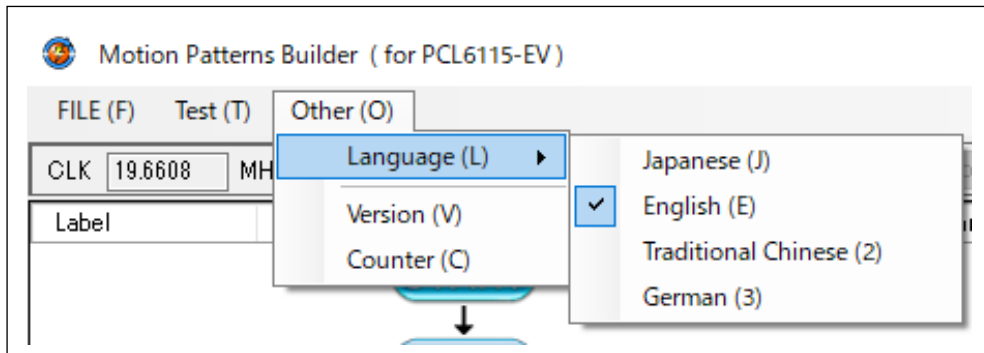 Motion Patterns Builder ( for PCL6115-EV )
FILE (F) Test (T) Other (O)
CLK 19.6608 MH
Label
Language (L)
Version (V)
Counter (C)
Japanese (J)
English (E)
Traditional Chinese (2)
German (3)